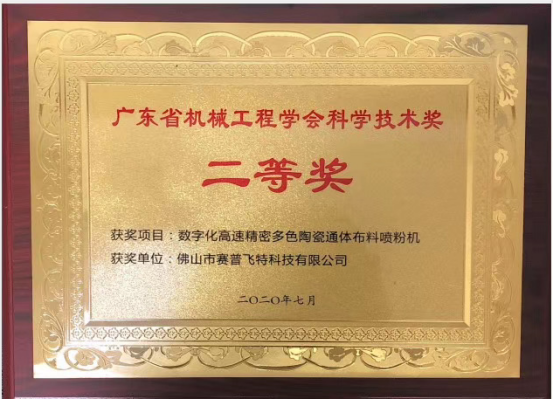 广东省机械工程学会科学技术奖
二等奖
获奖项目：数字化高速精密多色陶瓷通体布料喷粉机
获奖单位：佛山市赛普飞特科技有限公司
二〇二〇年七月